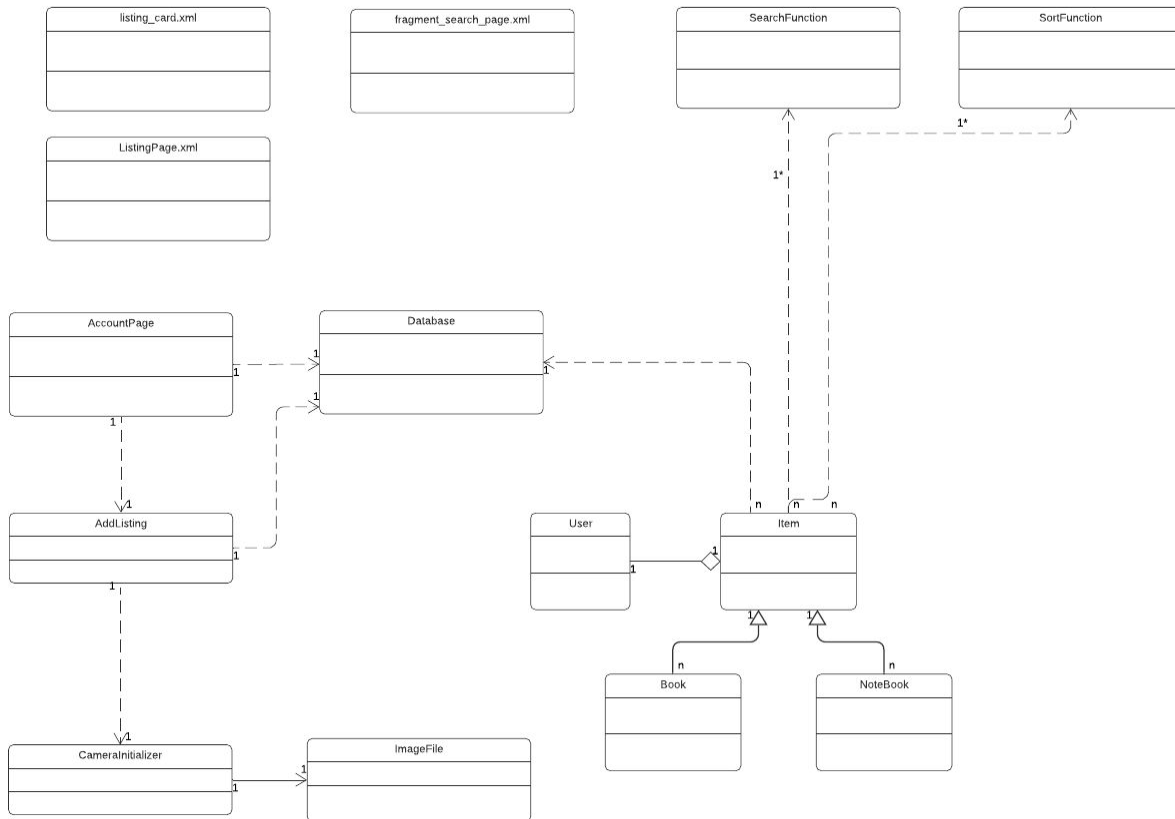 listing_card.xml
fragment_search_page.xml
SearchFunction
SortFunction
1*
ListingPage.xml
1*
AccountPage
Database
1
1
1
1
1
1
n
n
n
AddListing
User
Item
1
1
1
1
1
1
n
n
Book
NoteBook
1
CameraInitializer
ImageFile
1
1